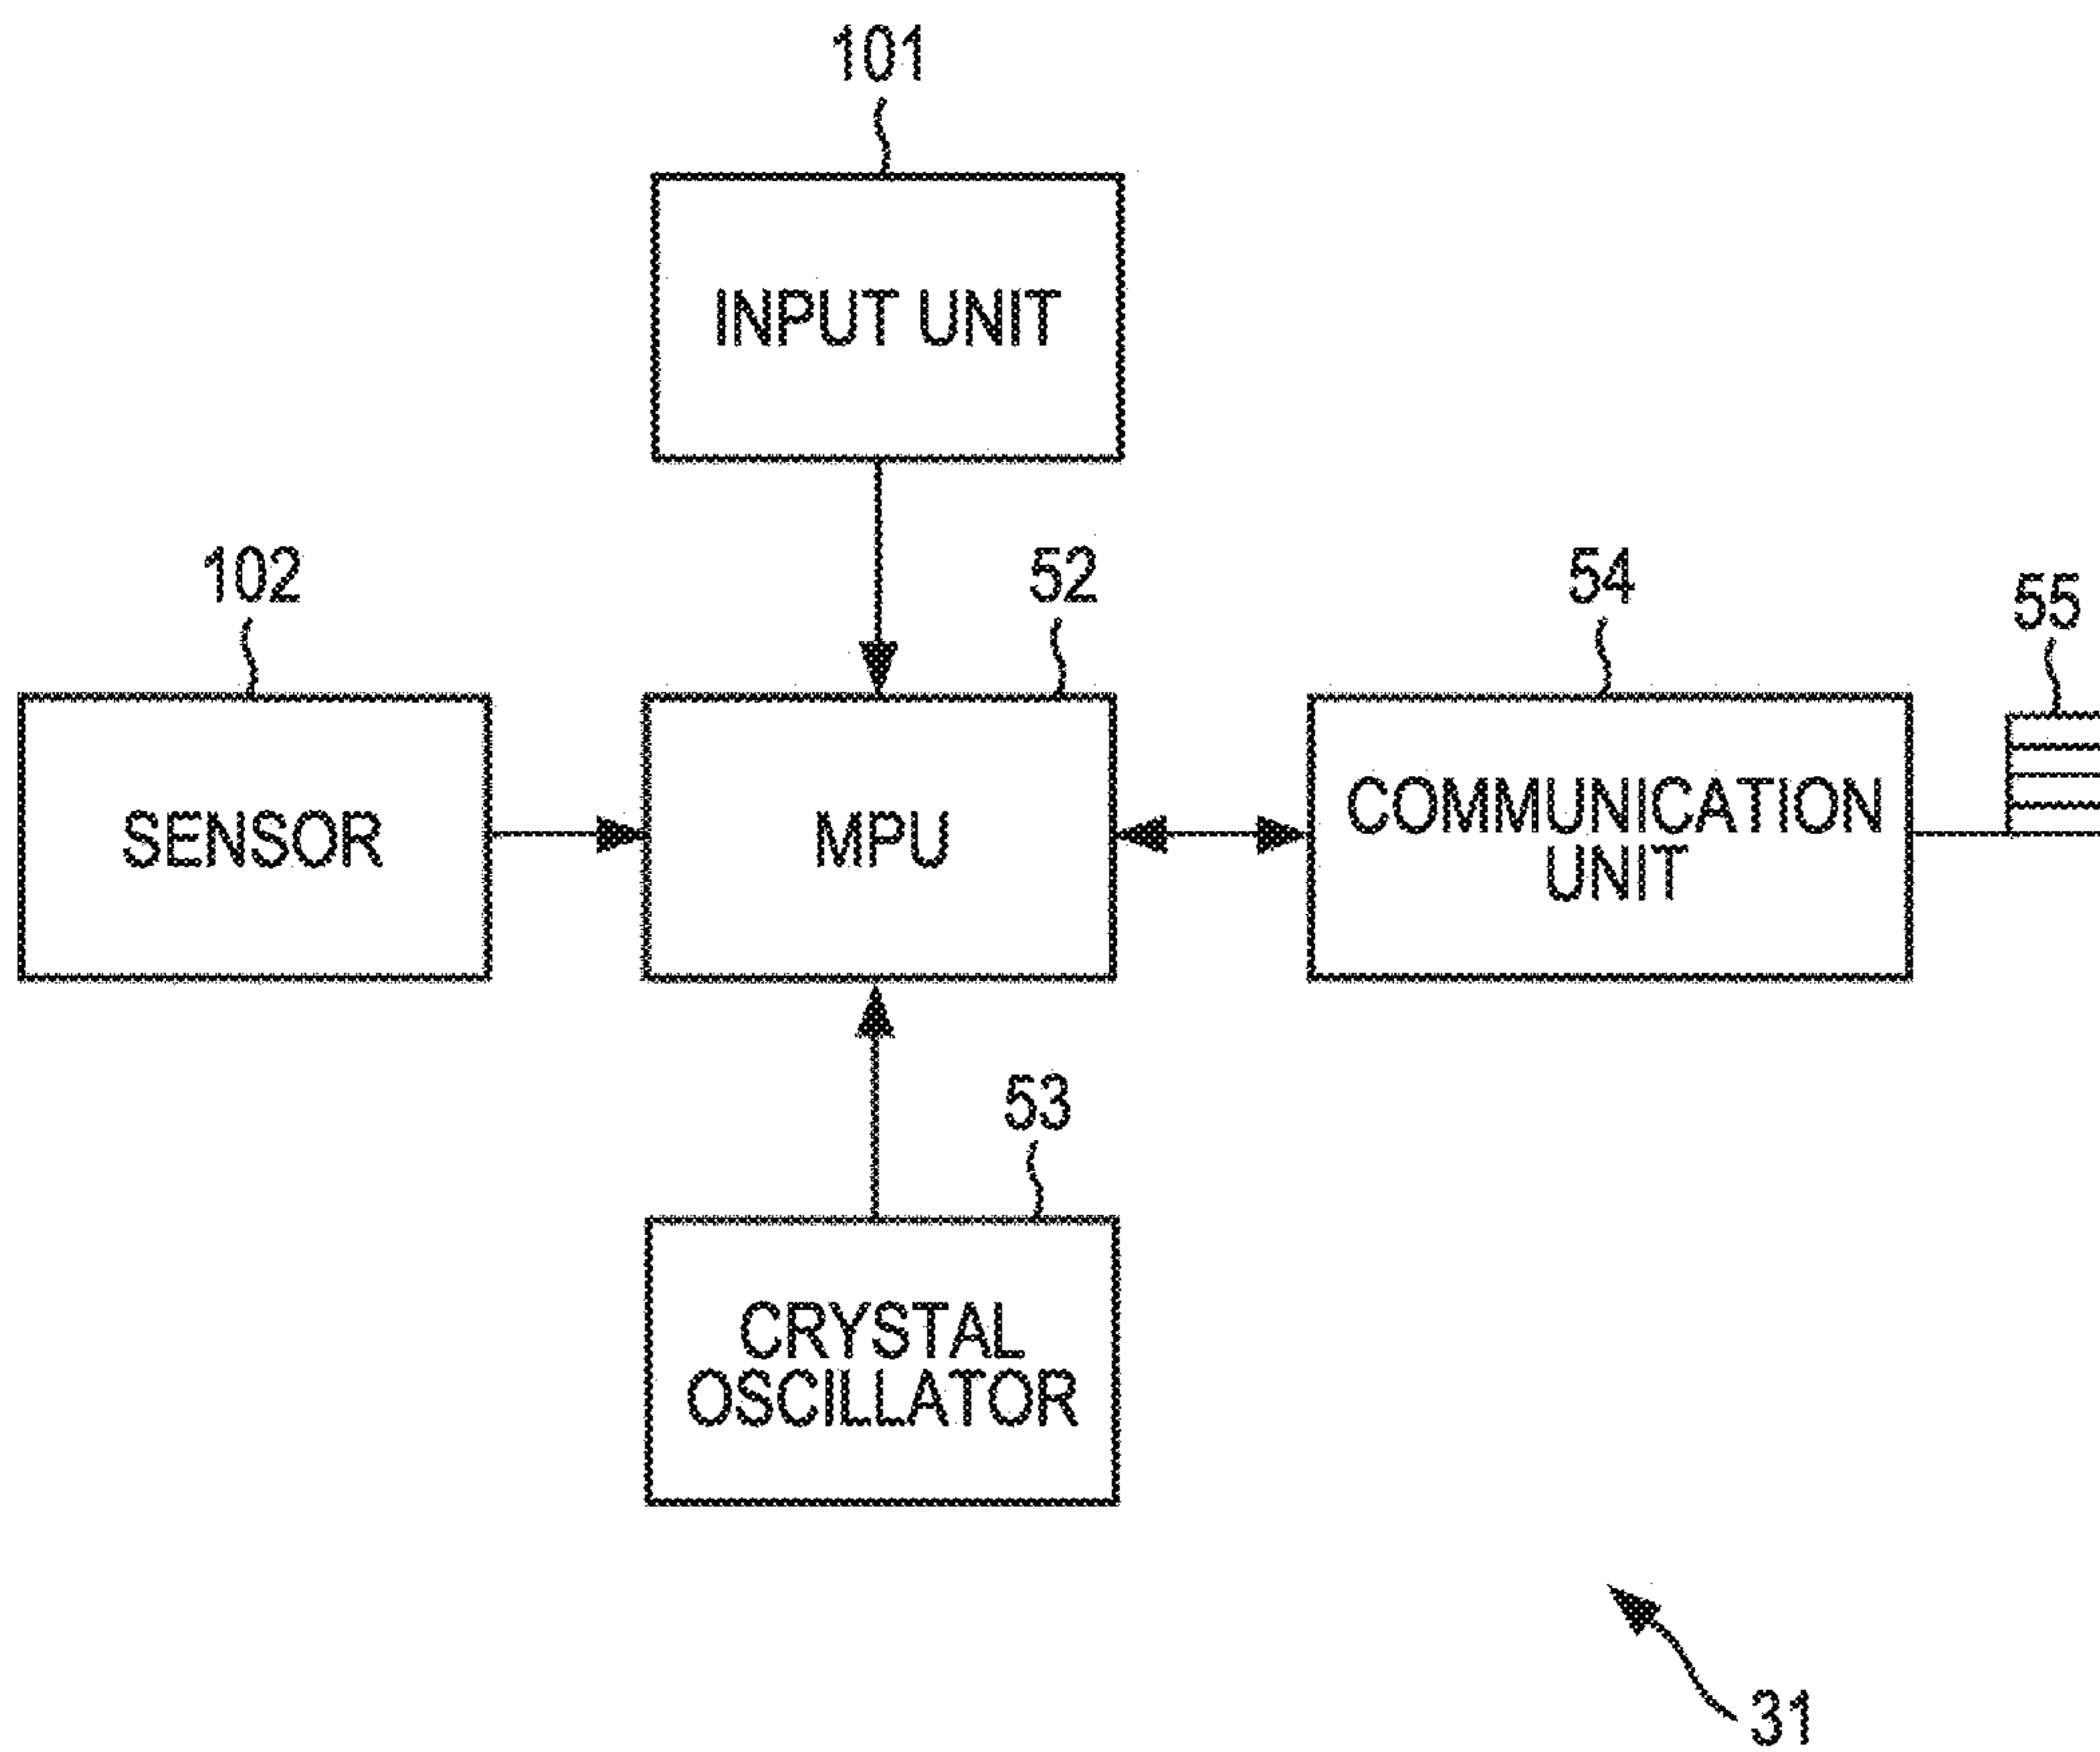 101
INPUT UNIT
102
52
54
55
SENSOR
MPU
COMMUNICATION
UNIT
53
CRYSTAL
OSCILLATOR
31